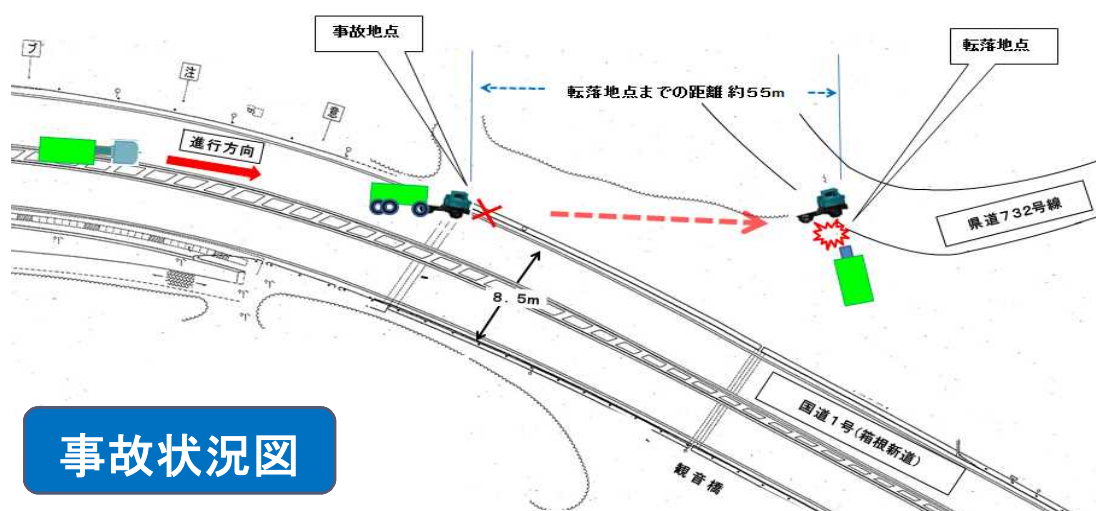 事故地点
転落地点
転落地点までの距離 約55m
ブ
注
意
進行方向
県道732号線
8.5m
国道1号(箱根新道)
観音橋
事故状況図